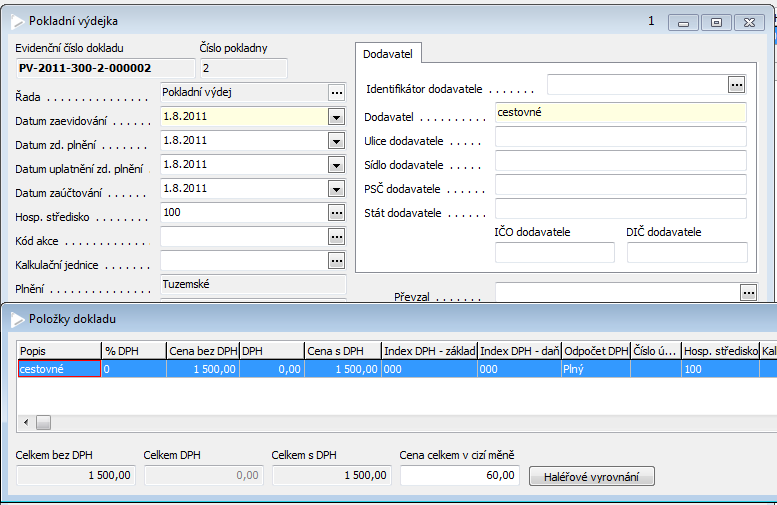 Pokladní výdejka 1
Evidenční číslo dokladu Číslo pokladny
PV-2011-300-2-000002 2
Řada . . . . . . . . . . . . . . . Pokladní výdej ...
Datum zaevidování . . . . . . 1.8.2011
Datum zd. plnění . . . . . . . . 1.8.2011
Datum uplatnění zd. plnění . 1.8.2011
Datum zaúčtování . . . . . . . 1.8.2011
Hosp. středisko . . . . . . . . 100 ...
Kód akce . . . . . . . . . . . . . ...
Kalkulační jednice . . . . . . . ...
Plnění . . . . . . . . . . . . . . . Tuzemské
Dodavatel
Identifikátor dodavatele . . . . . . . ...
Dodavatel . . . . . . . . . . cestovné
Ulice dodavatele . . . . .
Sídlo dodavatele . . . . .
PSČ dodavatele . . . . .
Stát dodavatele . . . . . .
IČO dodavatele DIČ dodavatele
Převzal . . . . . . . ...
Položky dokladu
Popis % DPH Cena bez DPH DPH Cena s DPH Index DPH - základ Index DPH - daň Odpočet DPH Číslo ú... Hosp. středisko Kal
cestovné 0 1 500,00 0,00 1 500,00 000 000 Plný 100
Celkem bez DPH Celkem DPH Celkem s DPH Cena celkem v cizí měně
1 500,00 0,00 1 500,00 60,00 Haléřové vyrovnání